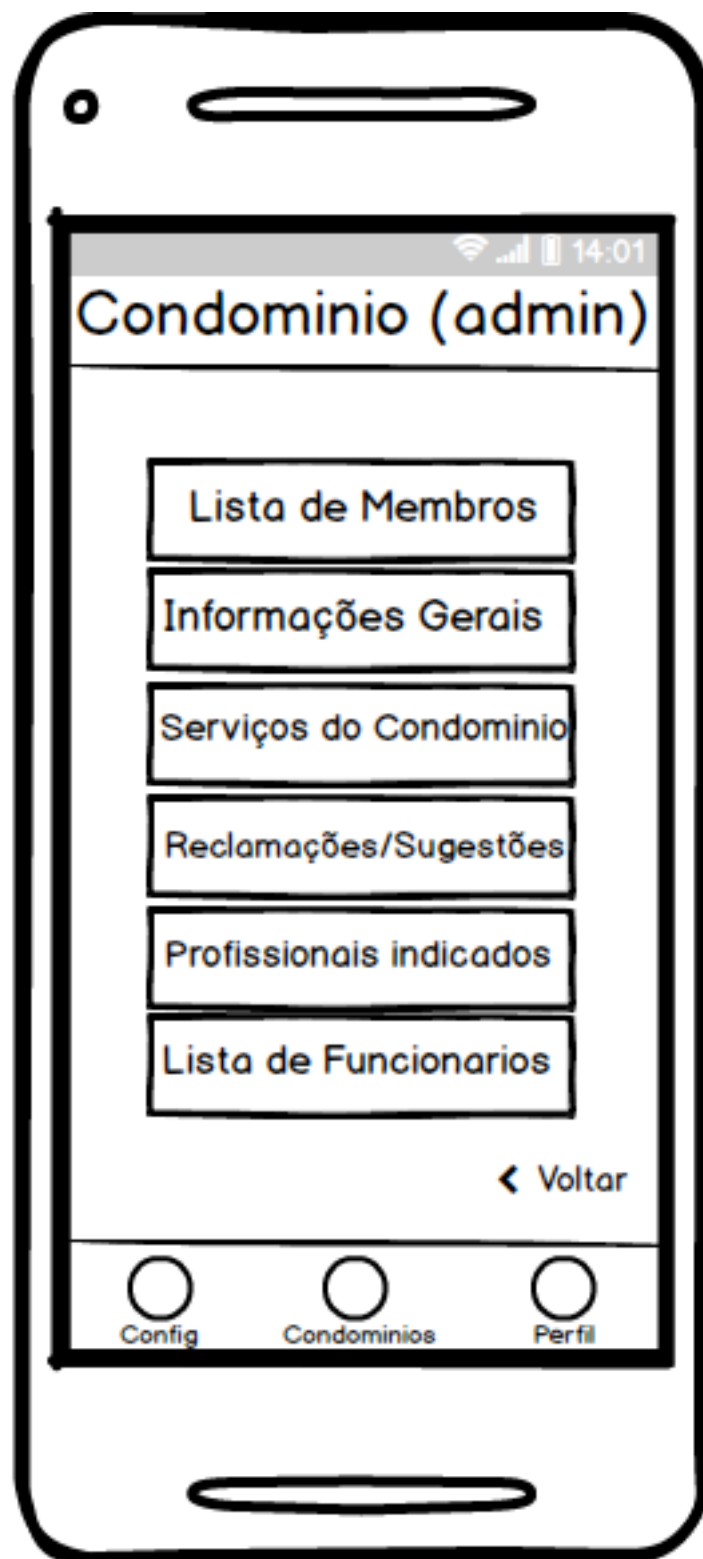 14:01
Condominio (admin)
Lista de Membros
Informações Gerais
Serviços do Condominio
Reclamações/Sugestões
Profissionais indicados
Lista de Funcionarios
Voltar
Config Condominios Perfil